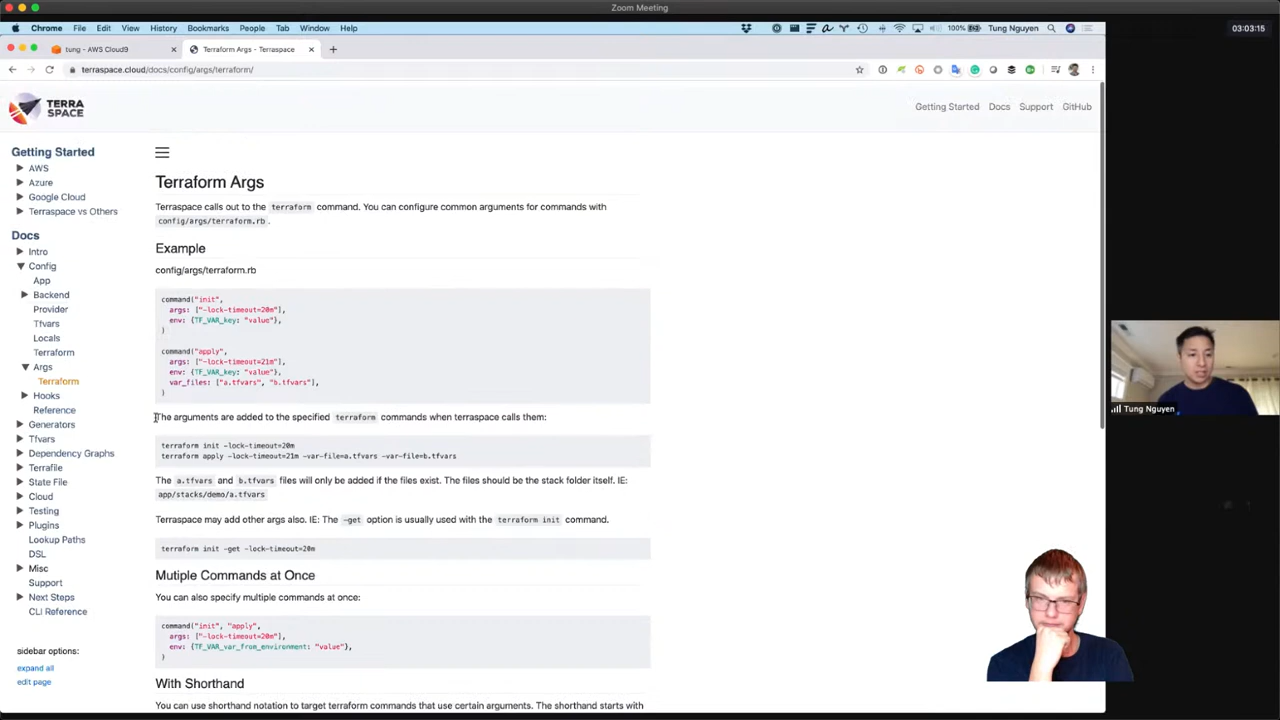 Zoom Meeting
Chrome File Edit View History Bookmarks People Tab Window Help
100% Tung Nguyen
03:03:15
tung - AWS Cloud9
Terraform Args - Terraspace
terraspace.cloud/docs/config/args/terraform/
TERRA
SPACE
Getting Started Docs Support GitHub
Getting Started
AWS
Azure
Google Cloud
Terraspace vs Others
Docs
Intro
Config
App
Backend
Provider
Tfvars
Locals
Terraform
Args
Terraform
Hooks
Reference
Generators
Tfvars
Dependency Graphs
Terrafile
State File
Cloud
Testing
Plugins
Lookup Paths
DSL
Misc
Support
Next Steps
CLI Reference
sidebar options:
expand all
edit page
Terraform Args
Terraspace calls out to the terraform command. You can configure common arguments for commands with
config/args/terraform.rb .
Example
config/args/terraform.rb
command("init",
args: ["-lock-timeout=20m"],
env: {TF_VAR_key: "value"},
)
command("apply",
args: ["-lock-timeout=21m"],
env: {TF_VAR_key: "value"},
var_files: ["a.tfvars", "b.tfvars"],
)
The arguments are added to the specified terraform commands when terraspace calls them:
terraform init -lock-timeout=20m
terraform apply -lock-timeout=21m -var-file=a.tfvars -var-file=b.tfvars
The a.tfvars and b.tfvars files will only be added if the files exist. The files should be the stack folder itself. IE:
app/stacks/demo/a.tfvars
Terraspace may add other args also. IE: The -get option is usually used with the terraform init command.
terraform init -get -lock-timeout=20m
Mutiple Commands at Once
You can also specify multiple commands at once:
command("init", "apply",
args: ["-lock-timeout=20m"],
env: {TF_VAR_var_from_environment: "value"},
)
With Shorthand
You can use shorthand notation to target terraform commands that use certain arguments. The shorthand starts with
Tung Nguyen